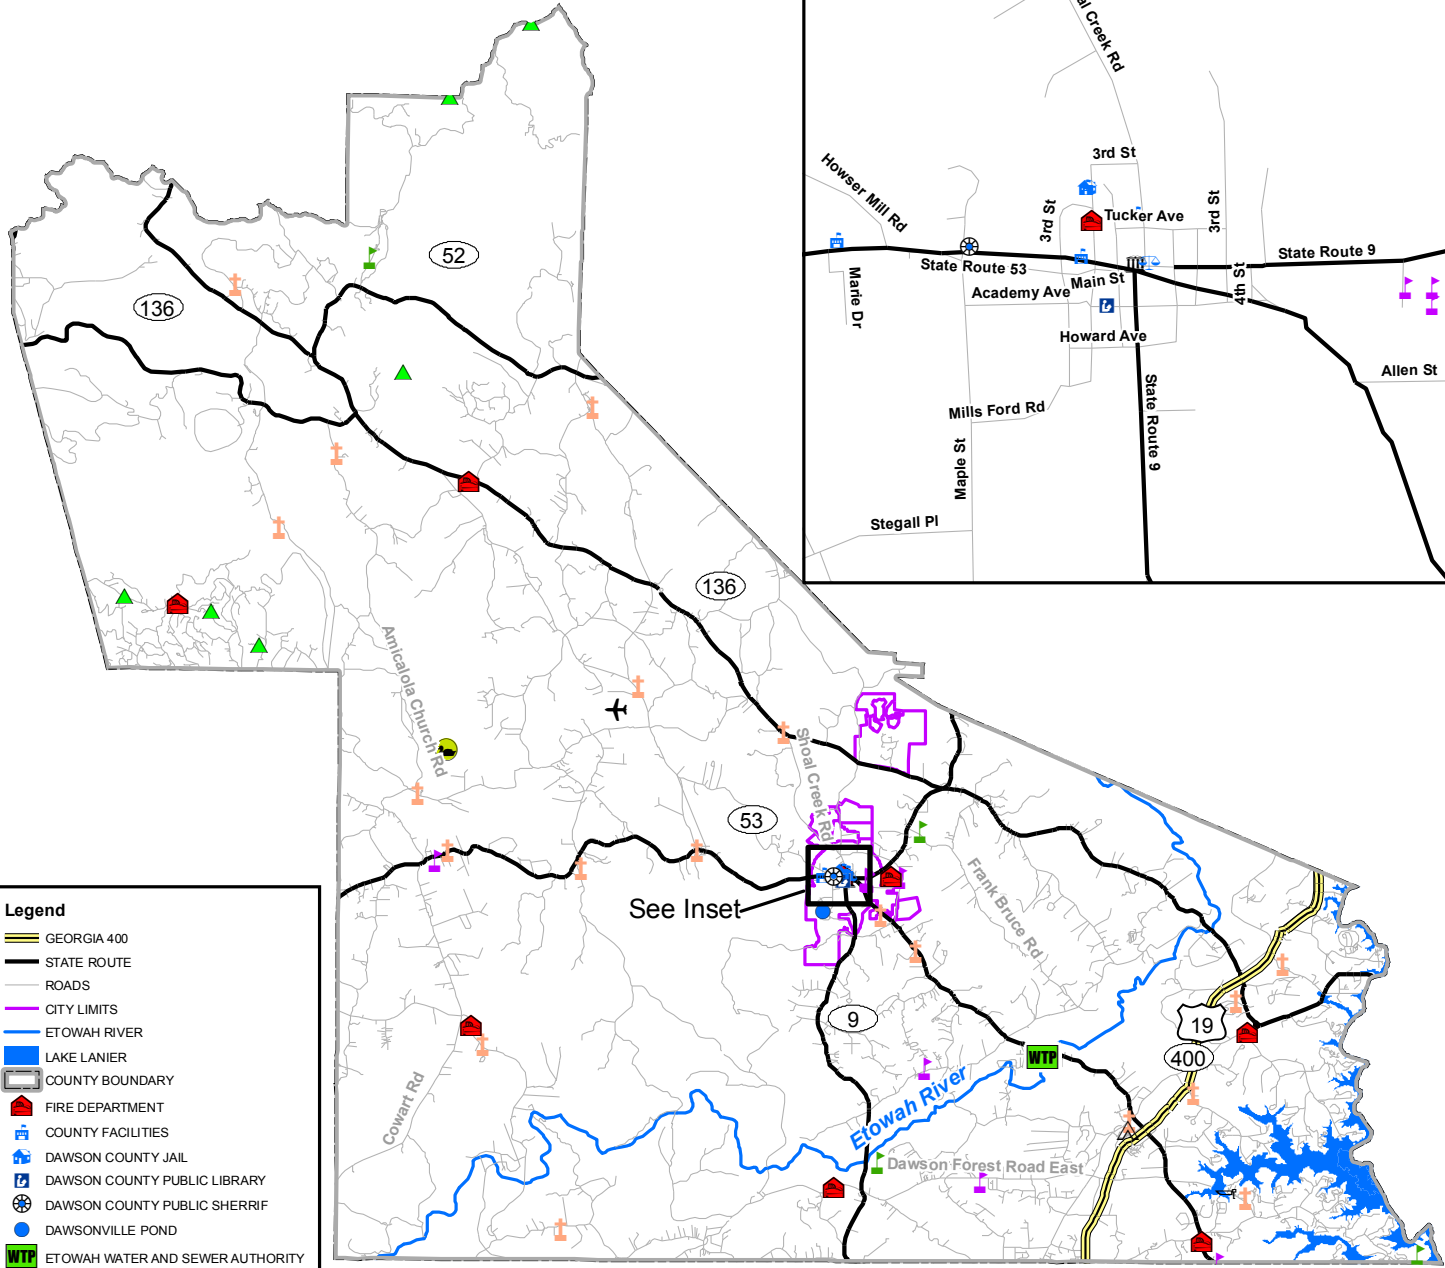 al Creek Rd
3rd St
Howser Mill Rd
3rd St
Tucker Ave
3rd St
State Route 9
State Route 53
Main St
4th St
Marie Dr
Academy Ave
Howard Ave
Allen St
State Route 9
Mills Ford Rd
Maple St
Stegall Pl
52
136
136
Amicalola Church Rd
Shoal Creek Rd
53
See Inset
Frank Bruce Rd
9
19
400
WTP
Cowart Rd
Etowah River
Dawson Forest Road East
Legend
GEORGIA 400
STATE ROUTE
ROADS
CITY LIMITS
ETOWAH RIVER
LAKE LANIER
COUNTY BOUNDARY
FIRE DEPARTMENT
COUNTY FACILITIES
DAWSON COUNTY JAIL
DAWSON COUNTY PUBLIC LIBRARY
DAWSON COUNTY PUBLIC SHERRIF
DAWSONVILLE POND
WTP ETOWAH WATER AND SEWER AUTHORITY